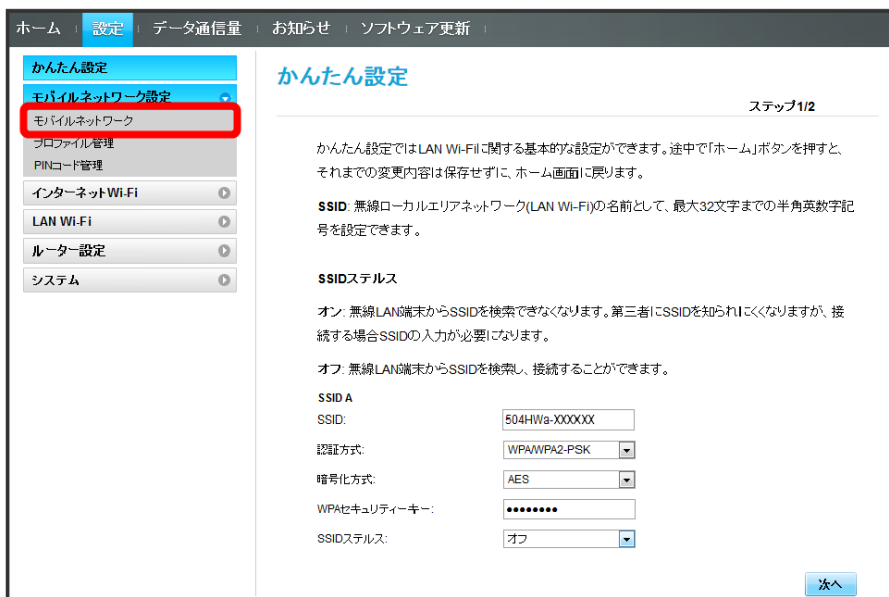 ホーム 設定 データ通信量 お知らせ ソフトウェア更新
かんたん設定
モバイルネットワーク設定
モバイルネットワーク
プロファイル管理
PINコード管理
インターネットWi-Fi
LAN Wi-Fi
ルーター設定
システム
かんたん設定
ステップ1/2
かんたん設定ではLAN Wi-Fiに関する基本的な設定ができます。途中で「ホーム」ボタンを押すと、
それまでの変更内容は保存せずに、ホーム画面に戻ります。
SSID: 無線ローカルエリアネットワーク(LAN Wi-Fi)の名前として、最大32文字までの半角英数字記
号を設定できます。
SSIDステルス
オン: 無線LAN端末からSSIDを検索できなくなります。第三者にSSIDを知られにくくなりますが、接
続する場合SSIDの入力が必要になります。
オフ: 無線LAN端末からSSIDを検索し、接続することができます。
SSID A
SSID: 504HWa-XXXXXX
認証方式: WPA/WPA2-PSK
暗号化方式: AES
WPAセキュリティーキー: ••••••••
SSIDステルス: オフ
次へ